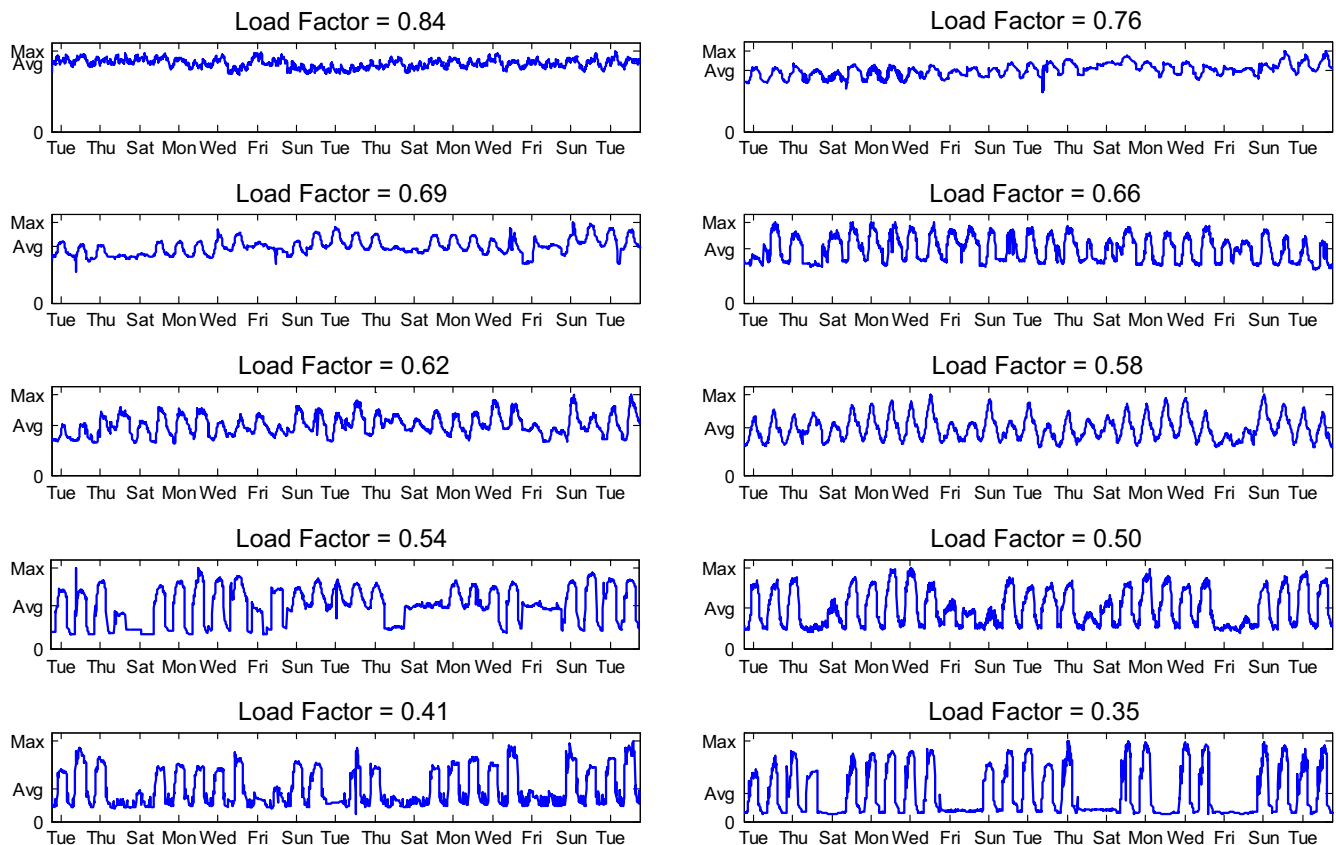 Load Factor = 0.84
Max
Avg
0
Tue Thu Sat Mon Wed Fri Sun Tue Thu Sat Mon Wed Fri Sun Tue
Load Factor = 0.76
Max
Avg
0
Tue Thu Sat Mon Wed Fri Sun Tue Thu Sat Mon Wed Fri Sun Tue
Load Factor = 0.69
Max
Avg
0
Tue Thu Sat Mon Wed Fri Sun Tue Thu Sat Mon Wed Fri Sun Tue
Load Factor = 0.66
Max
Avg
0
Tue Thu Sat Mon Wed Fri Sun Tue Thu Sat Mon Wed Fri Sun Tue
Load Factor = 0.62
Max
Avg
0
Tue Thu Sat Mon Wed Fri Sun Tue Thu Sat Mon Wed Fri Sun Tue
Load Factor = 0.58
Max
Avg
0
Tue Thu Sat Mon Wed Fri Sun Tue Thu Sat Mon Wed Fri Sun Tue
Load Factor = 0.54
Max
Avg
0
Tue Thu Sat Mon Wed Fri Sun Tue Thu Sat Mon Wed Fri Sun Tue
Load Factor = 0.50
Max
Avg
0
Tue Thu Sat Mon Wed Fri Sun Tue Thu Sat Mon Wed Fri Sun Tue
Load Factor = 0.41
Max
Avg
0
Tue Thu Sat Mon Wed Fri Sun Tue Thu Sat Mon Wed Fri Sun Tue
Load Factor = 0.35
Max
Avg
0
Tue Thu Sat Mon Wed Fri Sun Tue Thu Sat Mon Wed Fri Sun Tue